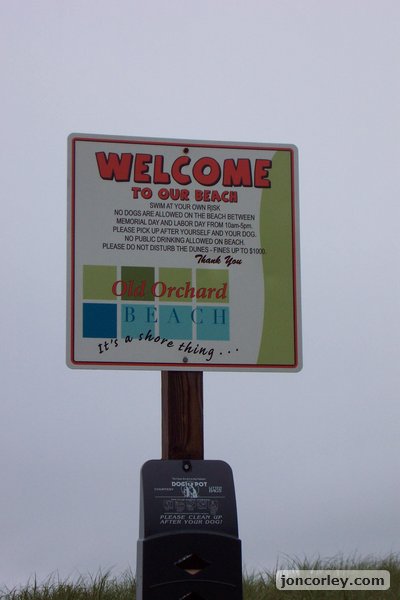 WELCOME
TO OUR BEACH
SWIM AT YOUR OWN RISK
NO DOGS ARE ALLOWED ON THE BEACH BETWEEN
MEMORIAL DAY AND LABOR DAY FROM 10am-5pm.
PLEASE PICK UP AFTER YOURSELF AND YOUR DOG.
NO PUBLIC DRINKING ALLOWED ON BEACH.
PLEASE DO NOT DISTURB THE DUNES - FINES UP TO $1000.
Thank You
Old Orchard
BEACH
It's a shore thing...
DOGIPOT
LITTER
BAGS
PLEASE CLEAN UP
AFTER YOUR DOG!
joncorley.com